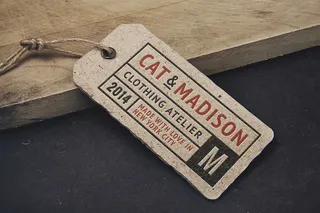 CAT & MADISON
CLOTHING ATELIER
2014
MADE WITH LOVE IN
NEW YORK CITY
M